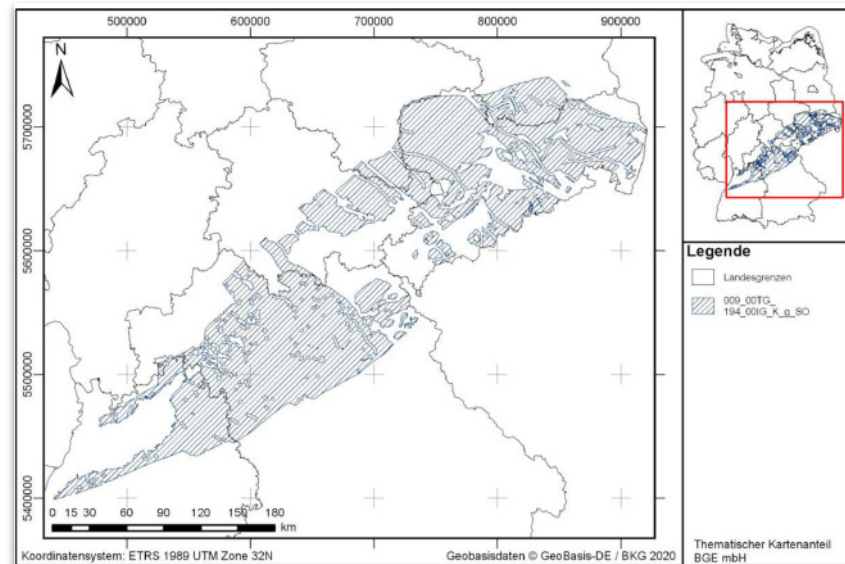 500000 600000 700000 800000 900000
N
5700000
5600000
5500000
5400000
0 15 30 60 90 120 150 180
km
Koordinatensystem: ETRS 1989 UTM Zone 32N
Geobasisdaten © GeoBasis-DE / BKG 2020
Legende
Landesgrenzen
009_00TG_
194_00IG_K_g_SO
Thematischer Kartenanteil
BGE mbH